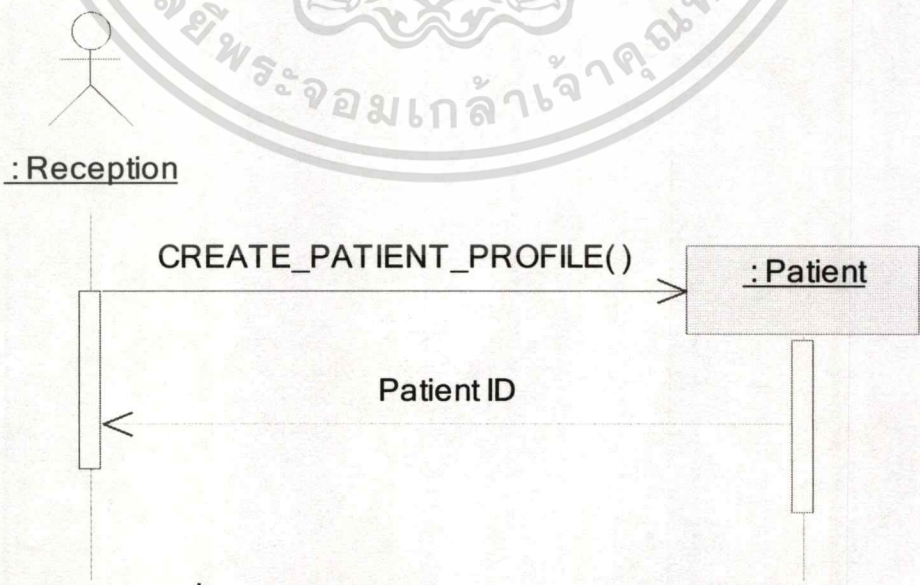 พระจอมเกล้าเจ้าคุณ
: Reception
CREATE_PATIENT_PROFILE()
: Patient
Patient ID